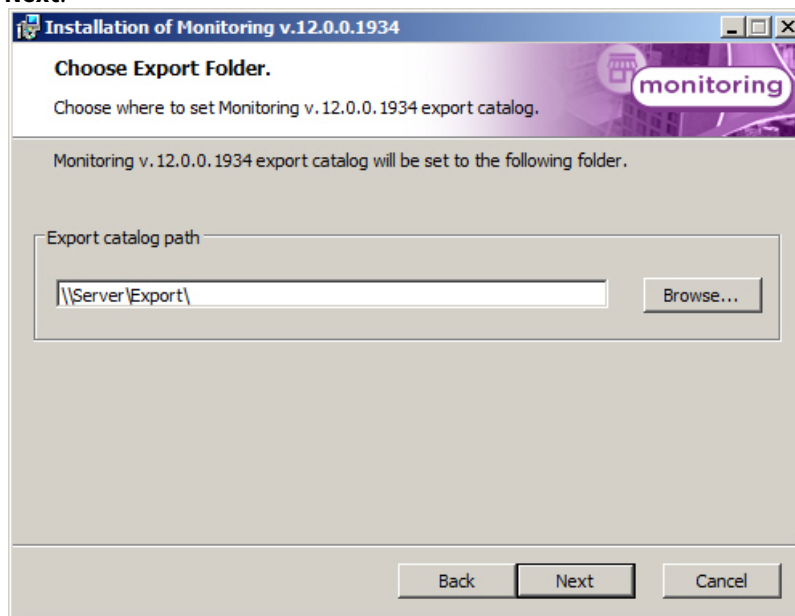 Next.
Installation of Monitoring v.12.0.0.1934
Choose Export Folder.
monitoring
Choose where to set Monitoring v.12.0.0.1934 export catalog.
Monitoring v.12.0.0.1934 export catalog will be set to the following folder.
Export catalog path
\\Server\Export\
Browse...
Back
Next
Cancel